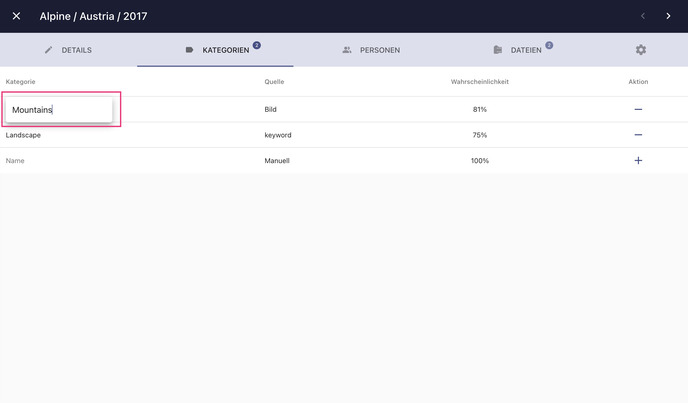 Alpine / Austria / 2017
DETAILS KATEGORIEN 2 PERSONEN DATEIEN 2
Kategorie Quelle Wahrscheinlichkeit Aktion
Mountains Bild 81%
Landscape keyword 75%
Name Manuell 100%